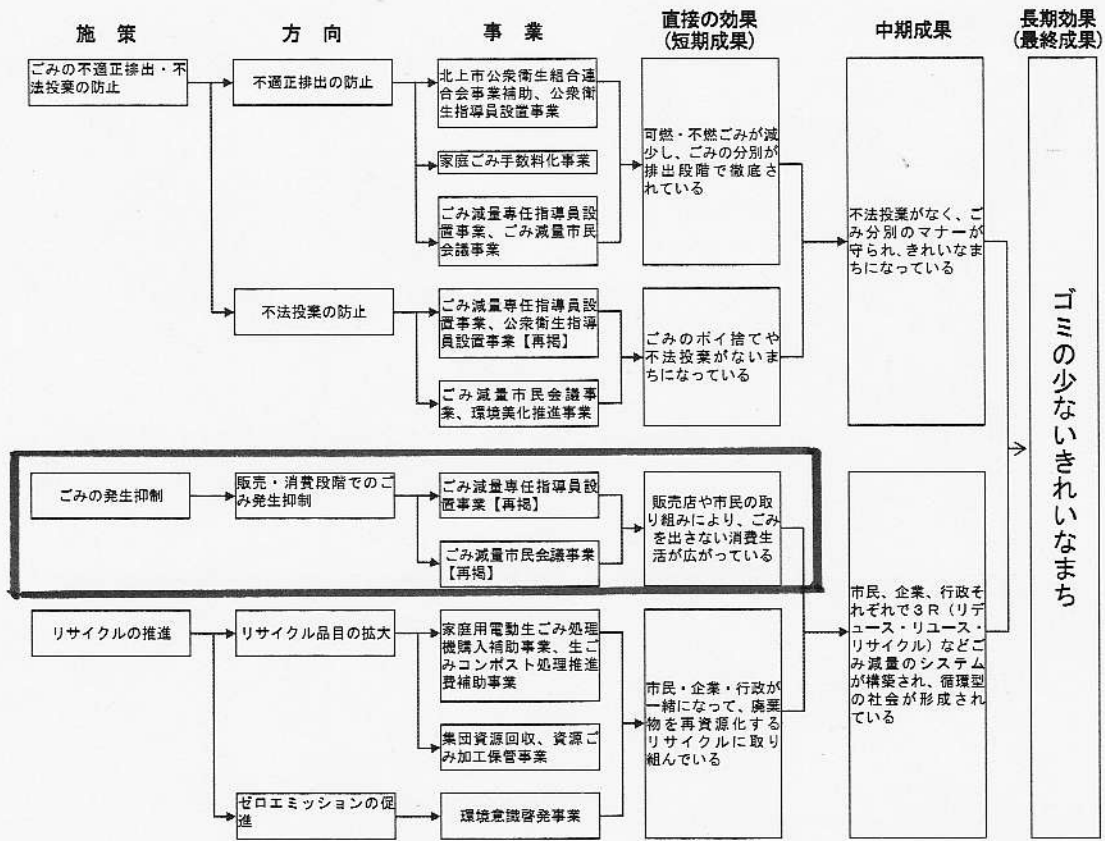 施 策
方 向
事 業
直接の効果
(短期成果)
中期成果
長期効果
(最終成果)
ごみの不適正排出・不
法投棄の防止
不適正排出の防止
北上市公衆衛生組合連
合会事業補助、公衆衛
生指導員設置事業
家庭ごみ手数料化事業
ごみ減量専任指導員設
置事業、ごみ減量市民
会議事業
可燃・不燃ごみが減
少し、ごみの分別が
排出段階で徹底さ
れている
不法投棄の防止
ごみ減量専任指導員設
置事業、公衆衛生指導
員設置事業【再掲】
ごみ減量市民会議事
業、環境美化推進事業
ごみのポイ捨てや
不法投棄がないま
ちになっている
不法投棄がなく、ご
み分別のマナーが
守られ、きれいなま
ちになっている
ごみの発生抑制
販売・消費段階でのご
み発生抑制
ごみ減量専任指導員設
置事業【再掲】
ごみ減量市民会議事業
【再掲】
販売店や市民の取
り組みにより、ごみ
を出さない消費生
活が広がっている
リサイクルの推進
リサイクル品目の拡大
家庭用電動生ごみ処理
機購入補助事業、生ご
みコンポスト処理推進
費補助事業
集団資源回収、資源ご
み加工保管事業
ゼロエミッションの促
進
環境意識啓発事業
市民・企業・行政が
一緒になって、廃棄
物を再資源化する
リサイクルに取り
組んでいる
市民、企業、行政それ
ぞれで3R(リデ
ュース・リユース・
リサイクル)などご
み減量のシステム
が構築され、循環型
の社会が形成され
ている
ゴミの少ないきれいなまち